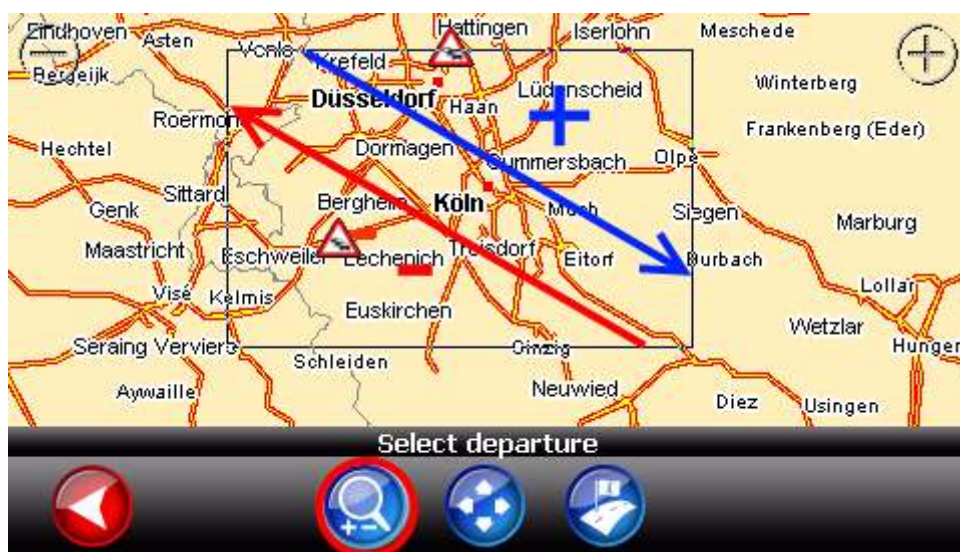 Eindhoven
Asten
Hattingen
Iserlohn
Meschede
Venlo
Krefeld
Bergeijk
Winterberg
Düsseldorf
Haan
Lüdenscheid
Roermon
Frankenberg (Eder)
Hechtel
Dormagen
Gummersbach
Olpe
Sittard
Bergheim
Köln
Much
Genk
Siegen
Marburg
Maastricht
Eschweiler
Lechenich
Troisdorf
Eitorf
Burbach
Visé
Kelmis
Lollar
Euskirchen
Wetzlar
Seraing
Verviers
Schleiden
Sinzig
Hungen
Aywaille
Neuwied
Diez
Usingen
Select departure